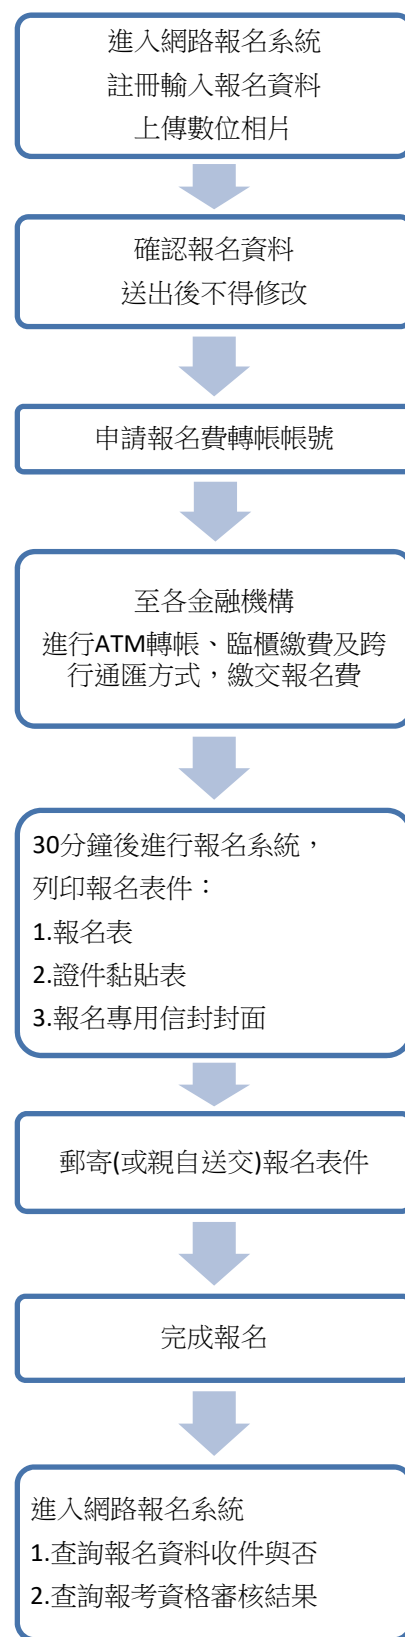 進入網路報名系統
註冊輸入報名資料
上傳數位相片
確認報名資料
送出後不得修改
申請報名費轉帳帳號
至各金融機構
進行ATM轉帳、臨櫃繳費及跨
行通匯方式，繳交報名費
30分鐘後進行報名系統，
列印報名表件：
1.報名表
2.證件黏貼表
3.報名專用信封封面
郵寄(或親自送交)報名表件
完成報名
進入網路報名系統
1.查詢報名資料收件與否
2.查詢報考資格審核結果